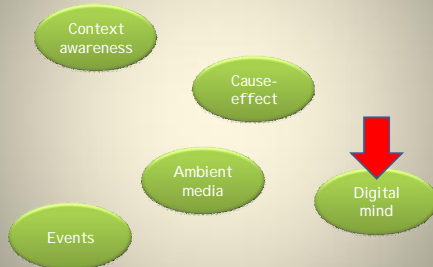 Context
awareness
Cause-
effect
Ambient
media
Digital
mind
Events